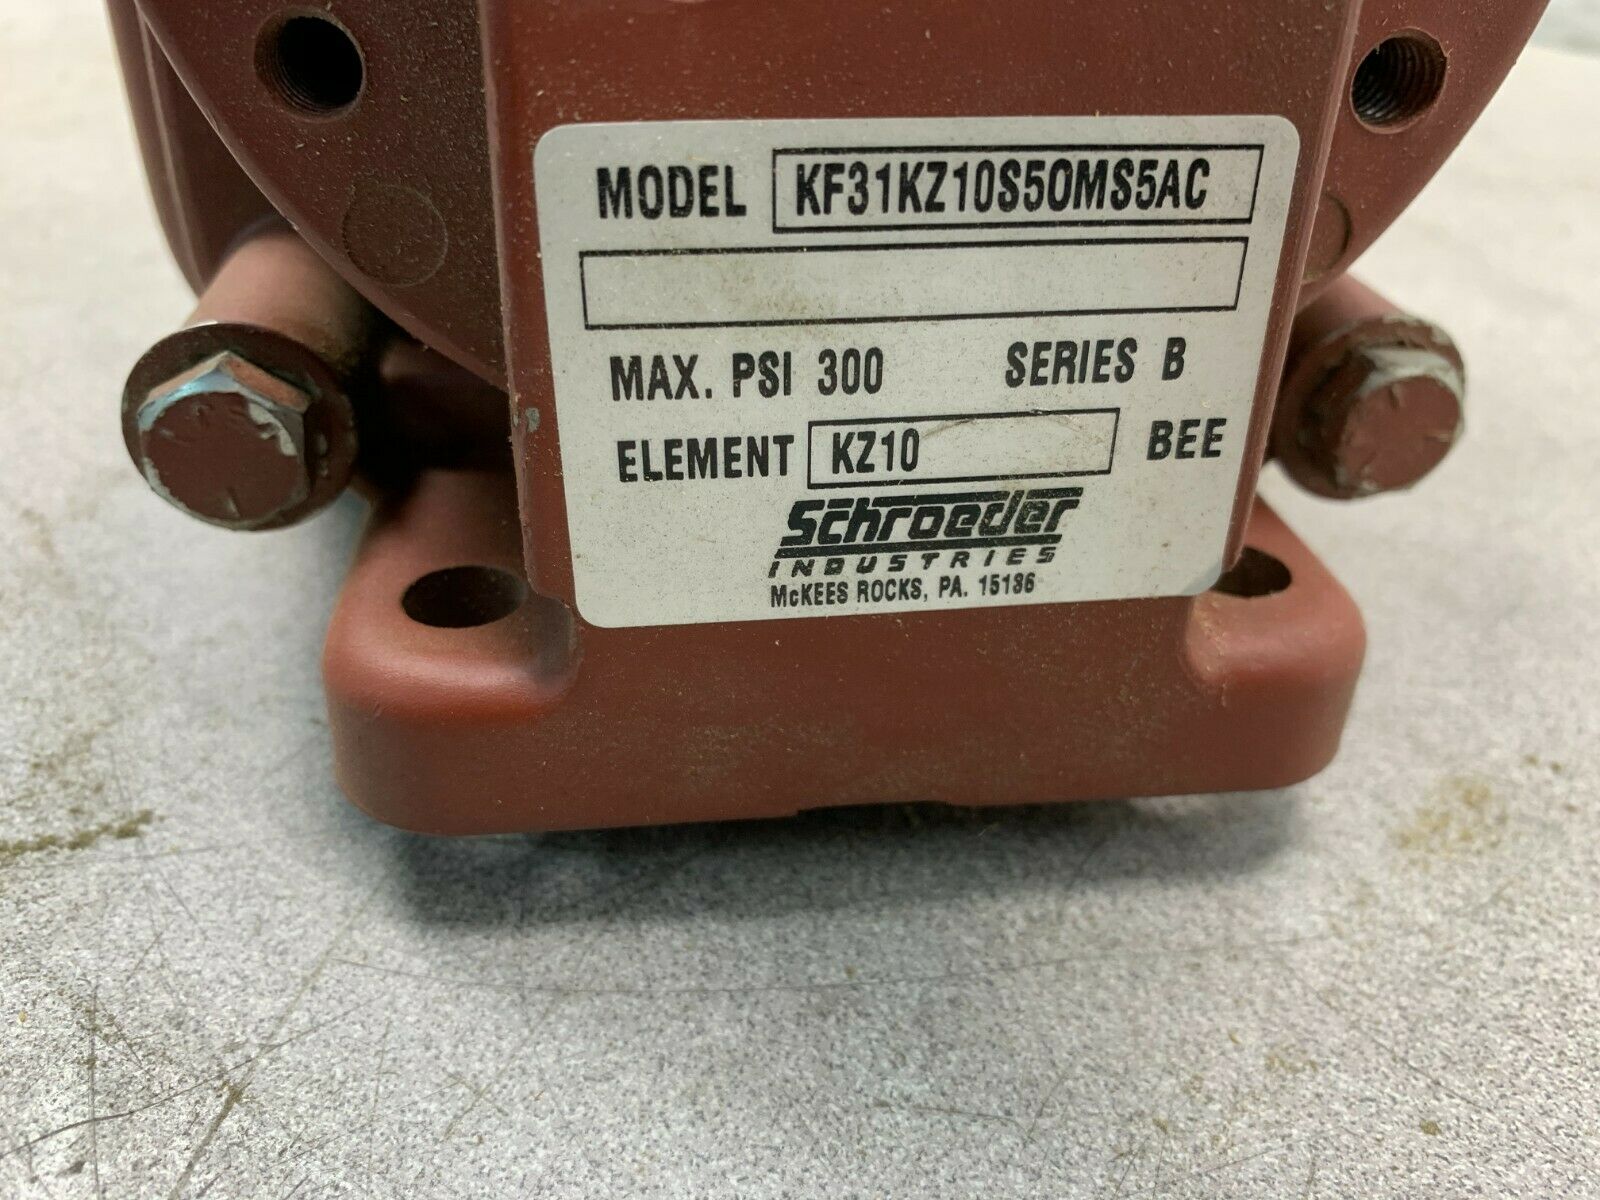 MODEL KF31KZ10S50MS5AC
MAX. PSI 300 SERIES B
ELEMENT KZ10 BEE
Schroeder
INDUSTRIES
McKEES ROCKS, PA. 15136